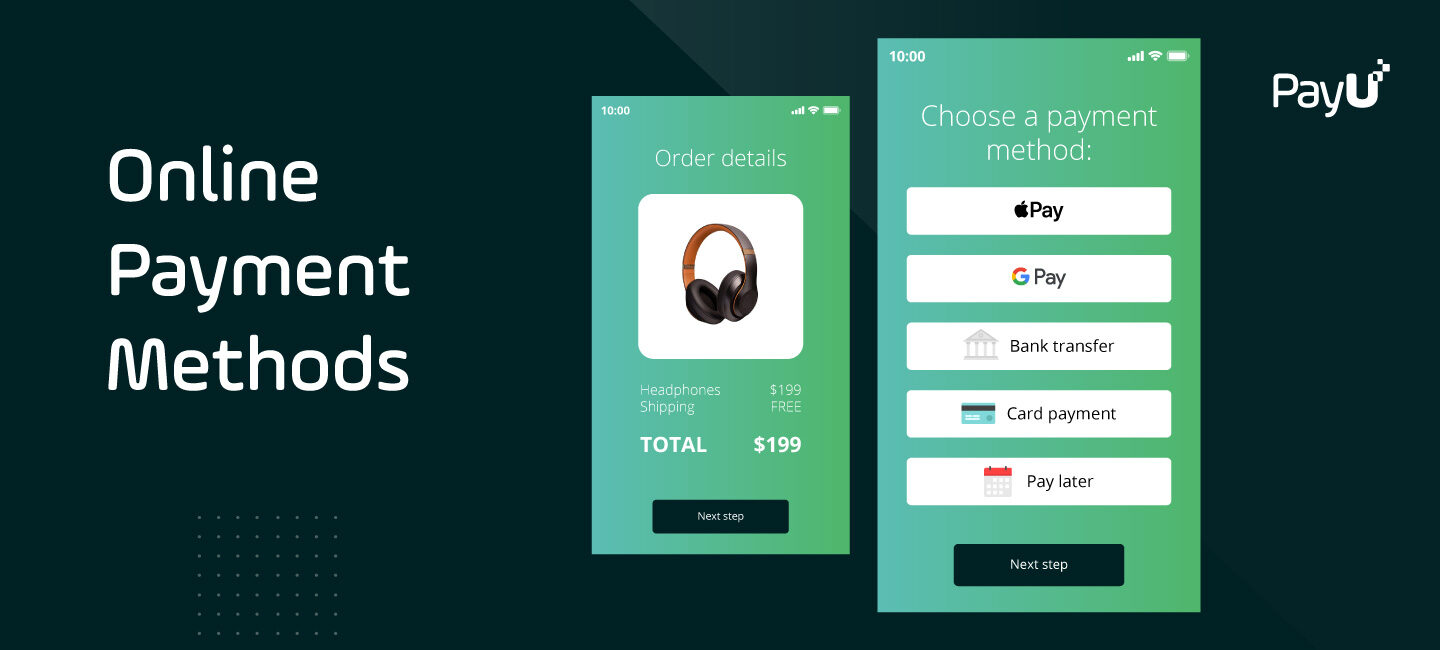 Online
Payment
Methods
10:00
Order details
Headphones $199
Shipping FREE
TOTAL $199
Next step
10:00
Choose a payment
method:
Pay
G Pay
Bank transfer
Card payment
Pay later
Next step
PayU